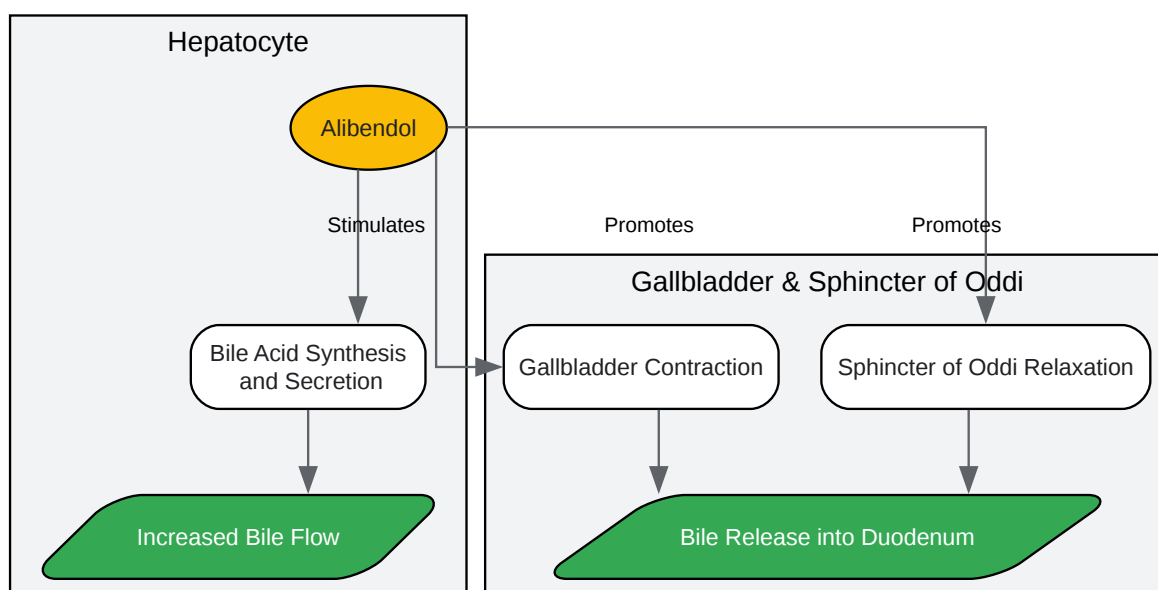 Hepatocyte
Alibendol
Stimulates
Promotes
Promotes
Gallbladder & Sphincter of Oddi
Bile Acid Synthesis
and Secretion
Gallbladder Contraction
Sphincter of Oddi Relaxation
Increased Bile Flow
Bile Release into Duodenum